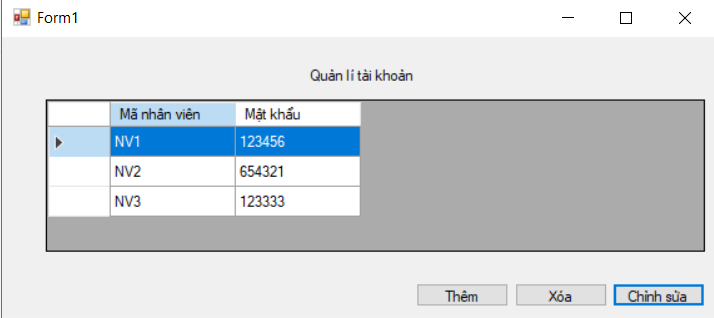 Form1
Quản lí tài khoản
Mã nhân viên Mật khẩu
NV1 123456
NV2 654321
NV3 123333
Thêm Xóa Chỉnh sửa